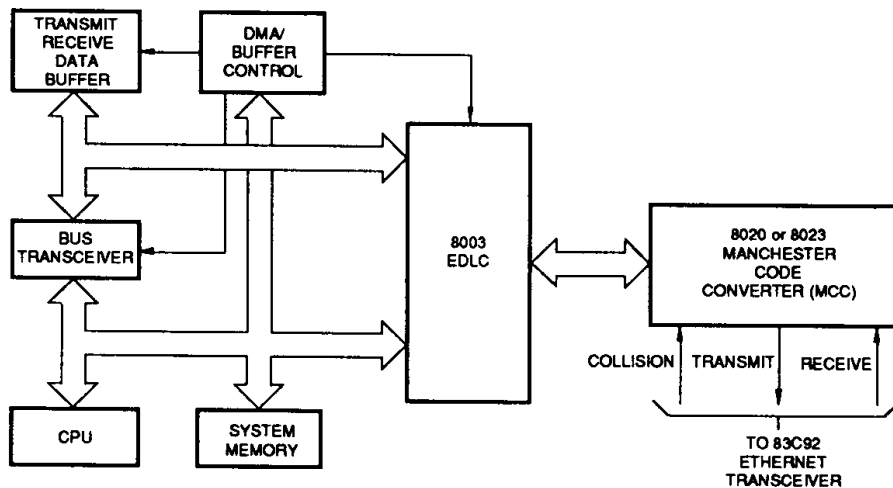 TRANSMIT
RECEIVE
DATA
BUFFER
DMA/
BUFFER
CONTROL
BUS
TRANSCEIVER
8003
EDLC
8020 or 8023
MANCHESTER
CODE
CONVERTER (MCC)
COLLISION
TRANSMIT
RECEIVE
CPU
SYSTEM
MEMORY
TO 83C92
ETHERNET
TRANSCEIVER